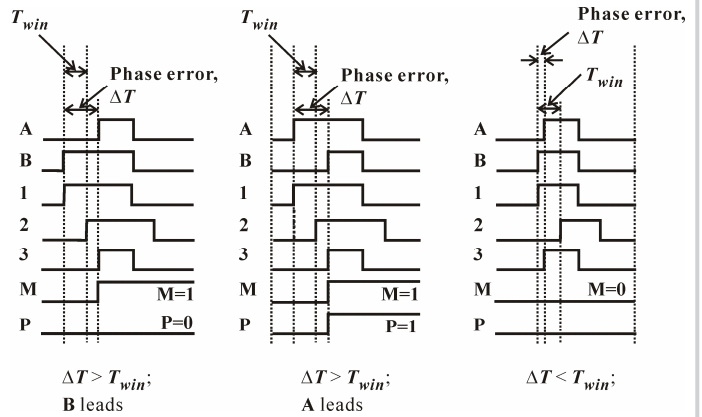 T_win
Phase error,
ΔT
A
B
1
2
3
M
M=1
P
P=0
ΔT > T_win;
B leads
T_win
Phase error,
ΔT
A
B
1
2
3
M
M=1
P
P=1
ΔT > T_win;
A leads
Phase error,
ΔT
T_win
A
B
1
2
3
M
M=0
P
ΔT < T_win;